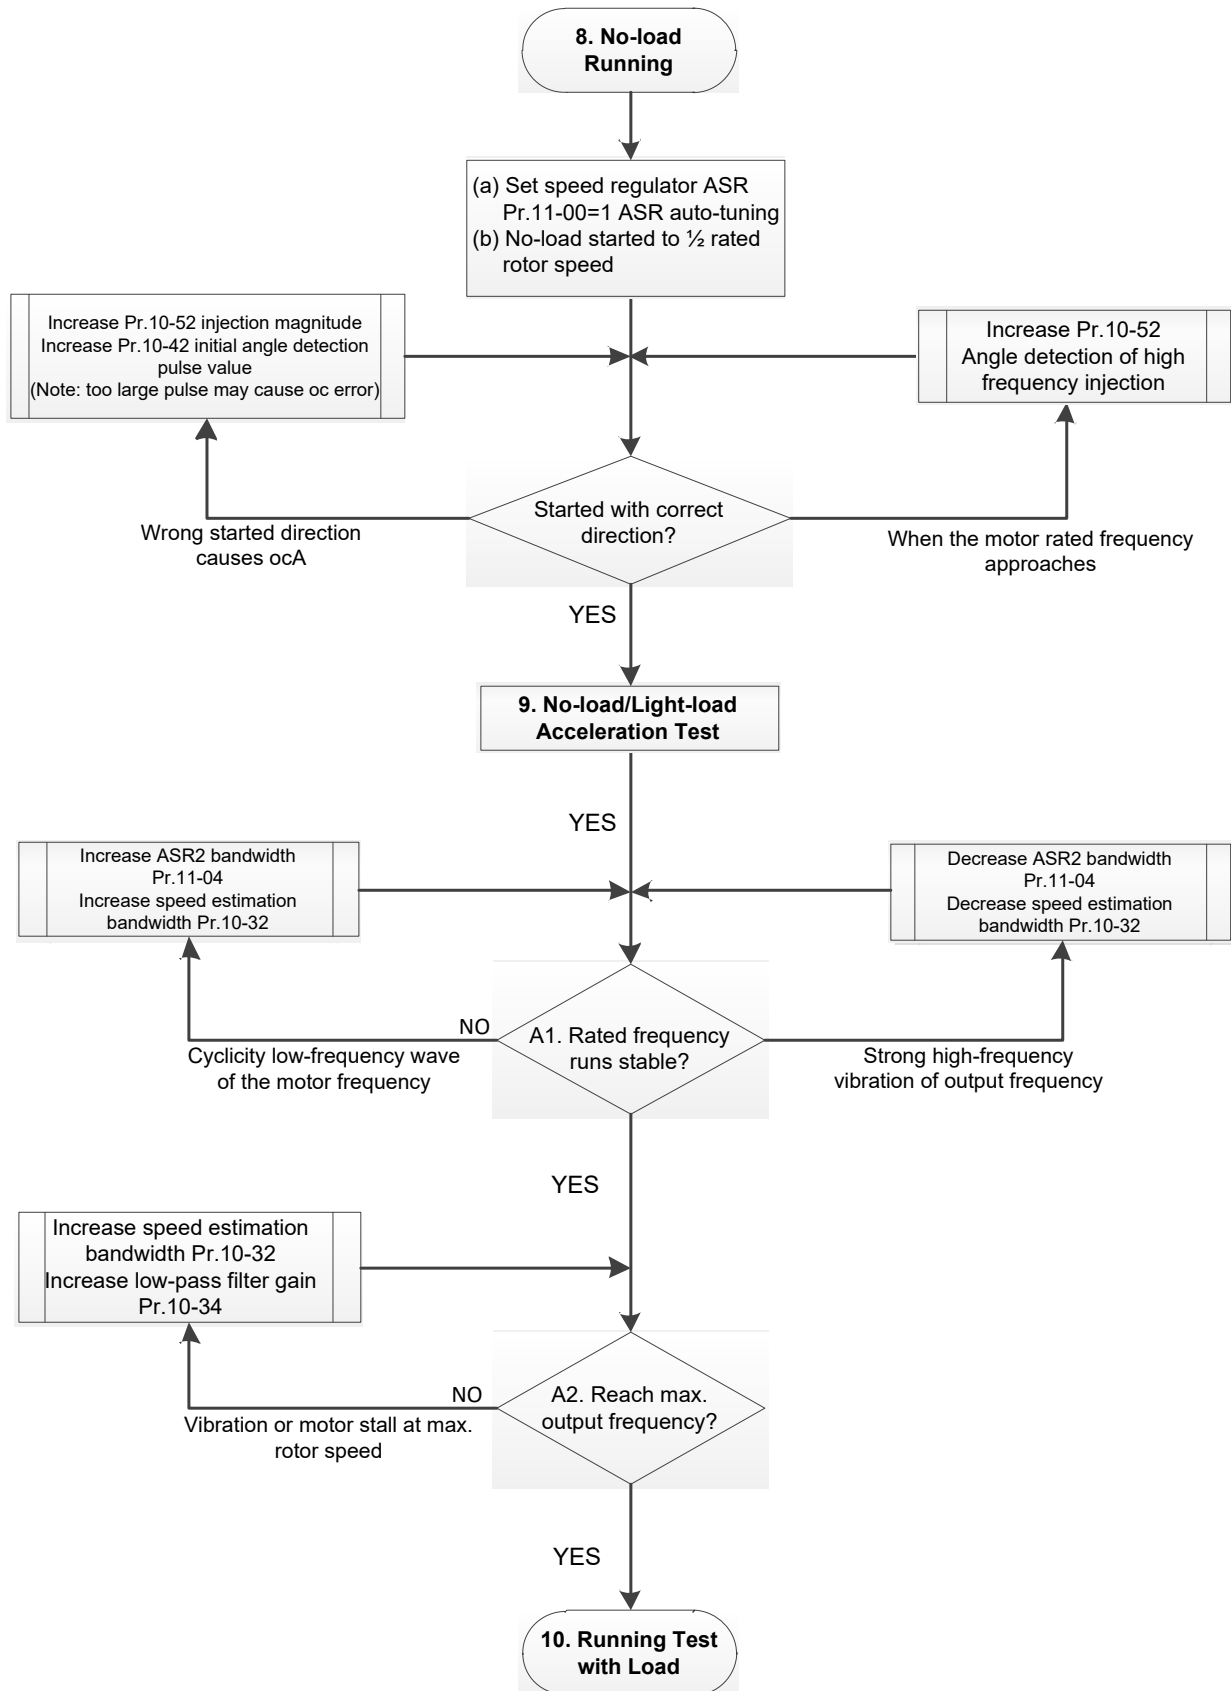 8. No-load
Running
(a) Set speed regulator ASR
Pr.11-00=1 ASR auto-tuning
(b) No-load started to ½ rated
rotor speed
Increase Pr.10-52 injection magnitude
Increase Pr.10-42 initial angle detection
pulse value
(Note: too large pulse may cause oc error)
Increase Pr.10-52
Angle detection of high
frequency injection
Started with correct
direction?
Wrong started direction
causes ocA
When the motor rated frequency
approaches
YES
9. No-load/Light-load
Acceleration Test
YES
Increase ASR2 bandwidth
Pr.11-04
Increase speed estimation
bandwidth Pr.10-32
Decrease ASR2 bandwidth
Pr.11-04
Decrease speed estimation
bandwidth Pr.10-32
A1. Rated frequency
runs stable?
NO
Cyclicity low-frequency wave
of the motor frequency
Strong high-frequency
vibration of output frequency
YES
Increase speed estimation
bandwidth Pr.10-32
Increase low-pass filter gain
Pr.10-34
A2. Reach max.
output frequency?
NO
Vibration or motor stall at max.
rotor speed
YES
10. Running Test
with Load